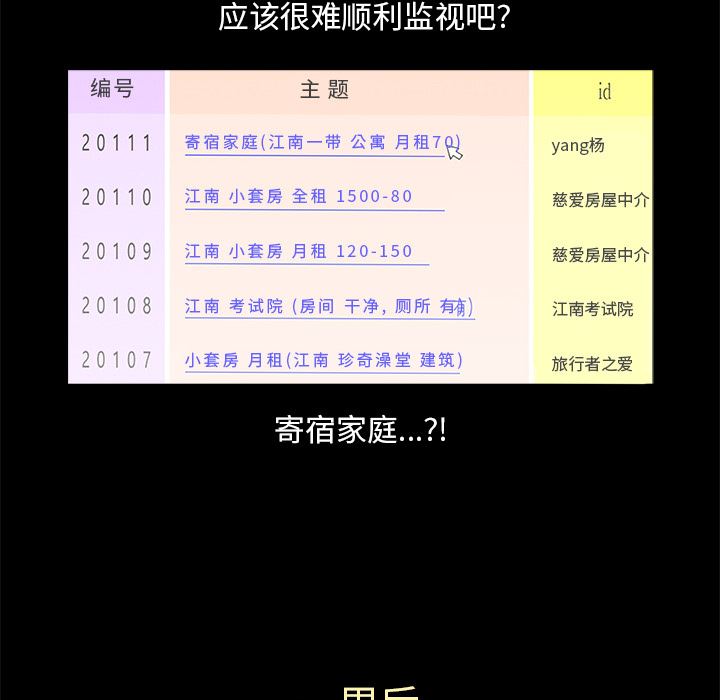 应该很难顺利监视吧?
编号 主题 id
20111 寄宿家庭(江南一带 公寓 月租70) yang杨
20110 江南 小套房 全租 1500-80 慈爱房屋中介
20109 江南 小套房 月租 120-150 慈爱房屋中介
20108 江南 考试院 (房间 干净, 厕所 有) 江南考试院
20107 小套房 月租(江南 珍奇澡堂 建筑) 旅行者之爱
寄宿家庭...?!